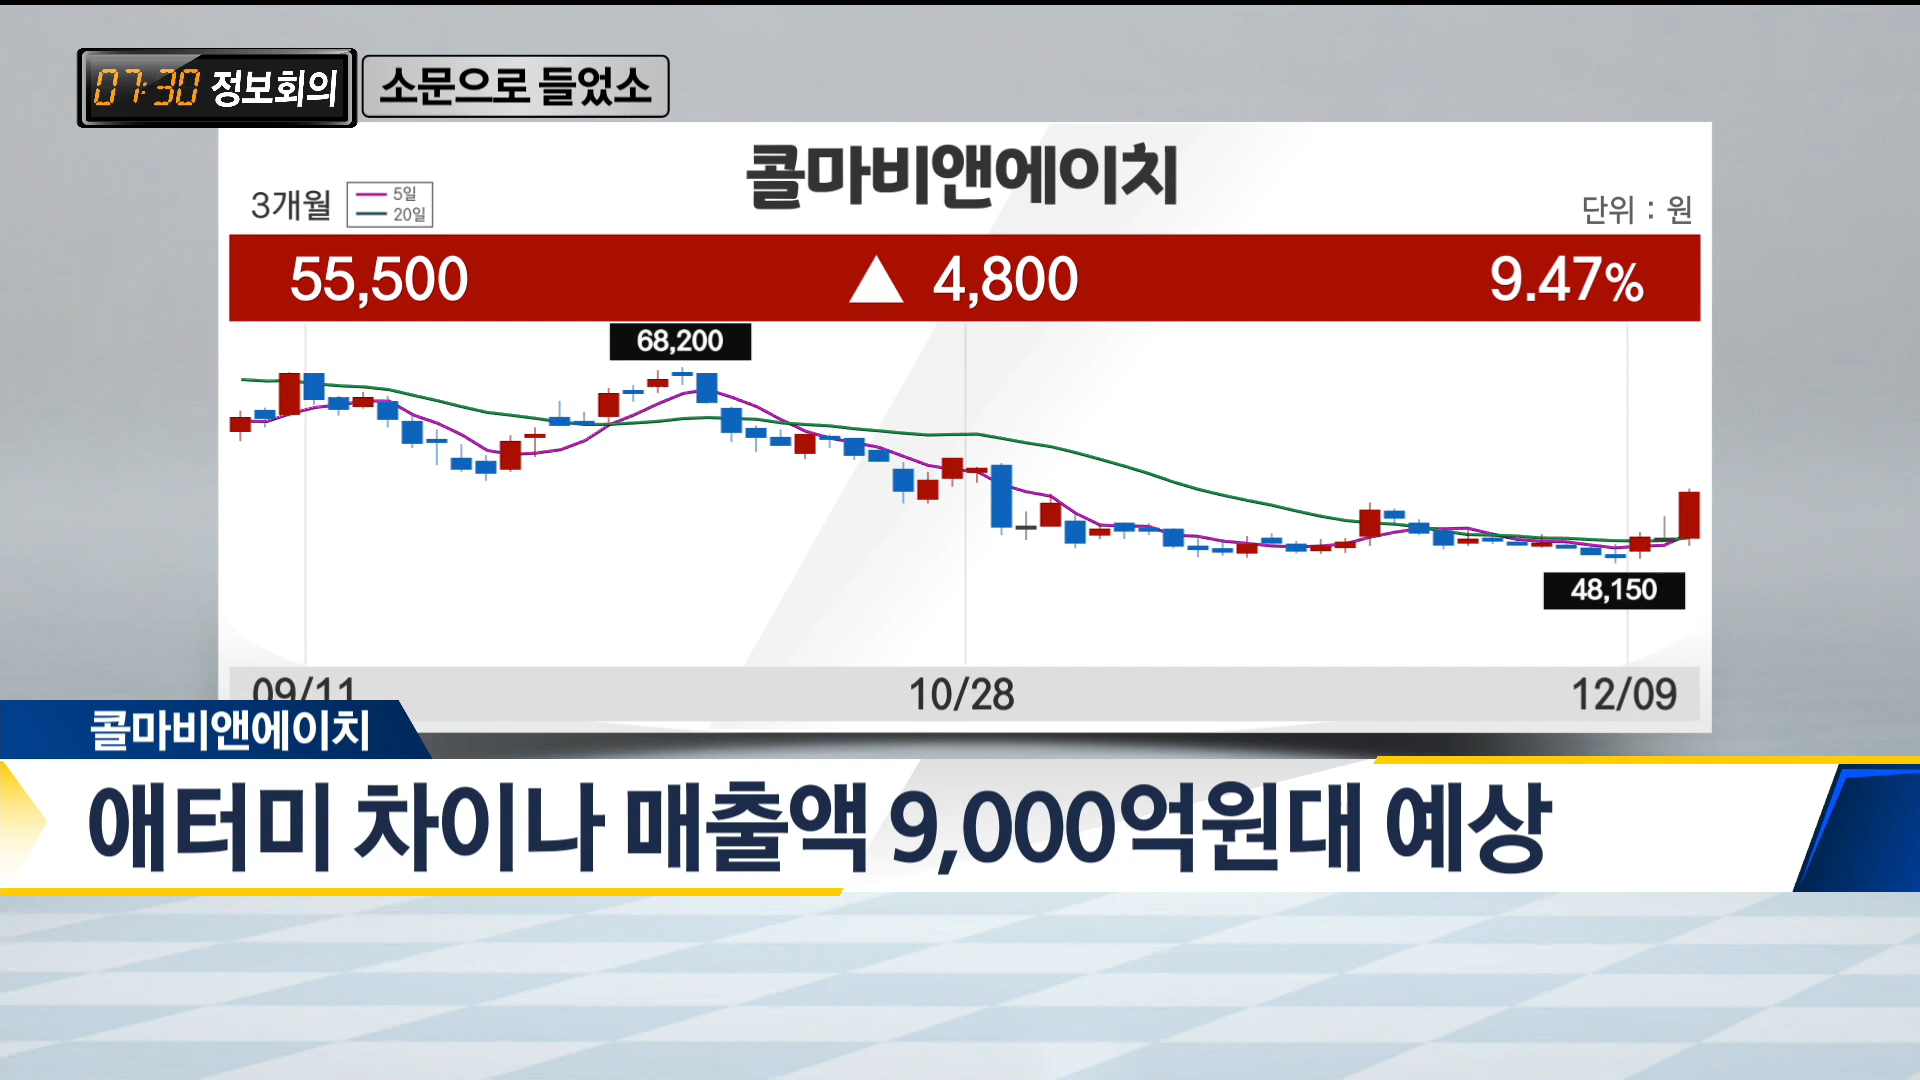 07:30 정보회의
소문으로 들었소
콜마비앤에이치
3개월
5일
20일
단위 : 원
55,500 ▲ 4,800 9.47%
68,200
48,150
09/11 10/28 12/09
콜마비앤에이치
애터미 차이나 매출액 9,000억원대 예상